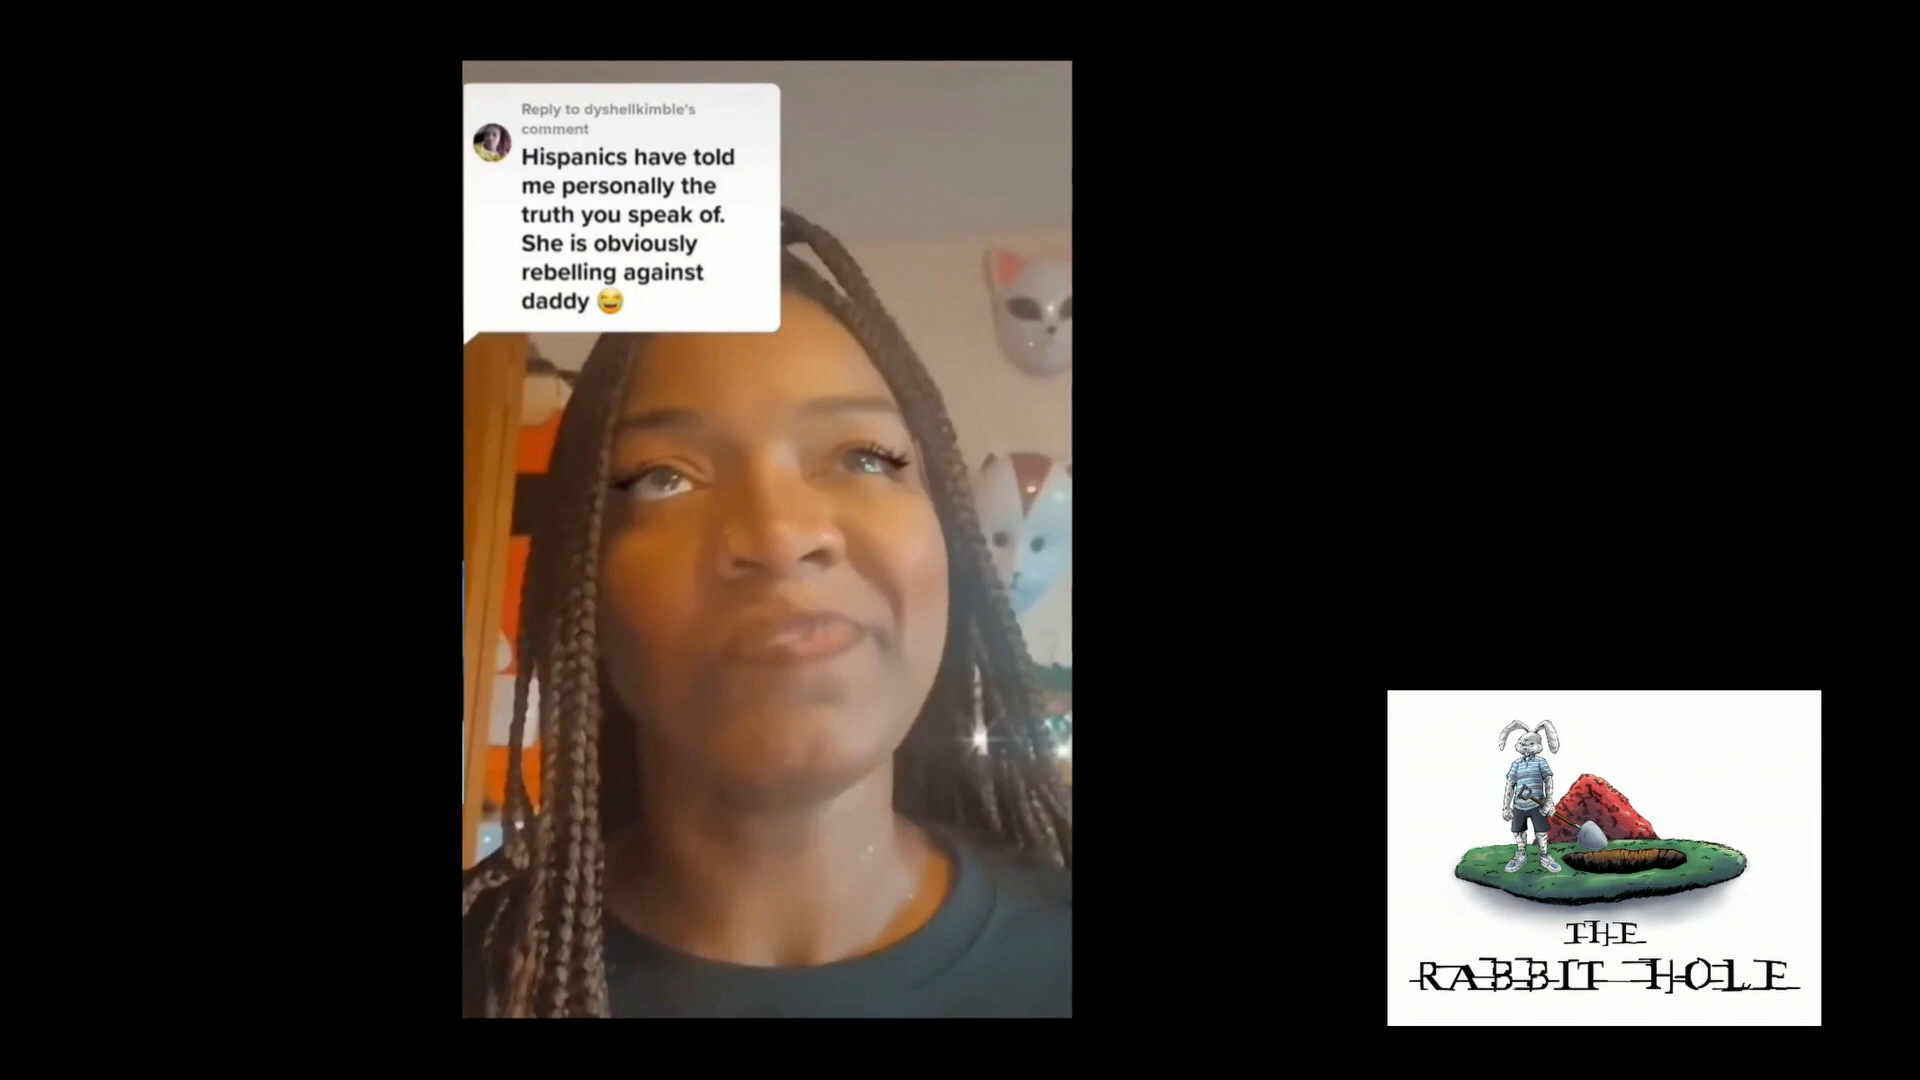 Reply to dyshellkimble's
comment
Hispanics have told
me personally the
truth you speak of.
She is obviously
rebelling against
daddy 😆
THE
RABBIT HOLE